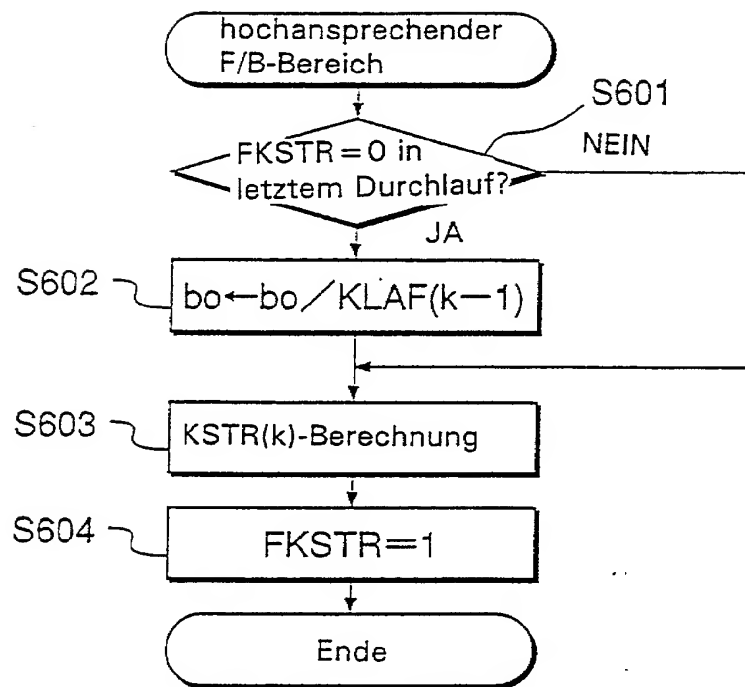 hochansprechender
F/B-Bereich
S601
FKSTR=0 in
letztem Durchlauf?
NEIN
JA
S602
bo←bo/KLAF(k-1)
S603
KSTR(k)-Berechnung
S604
FKSTR=1
Ende